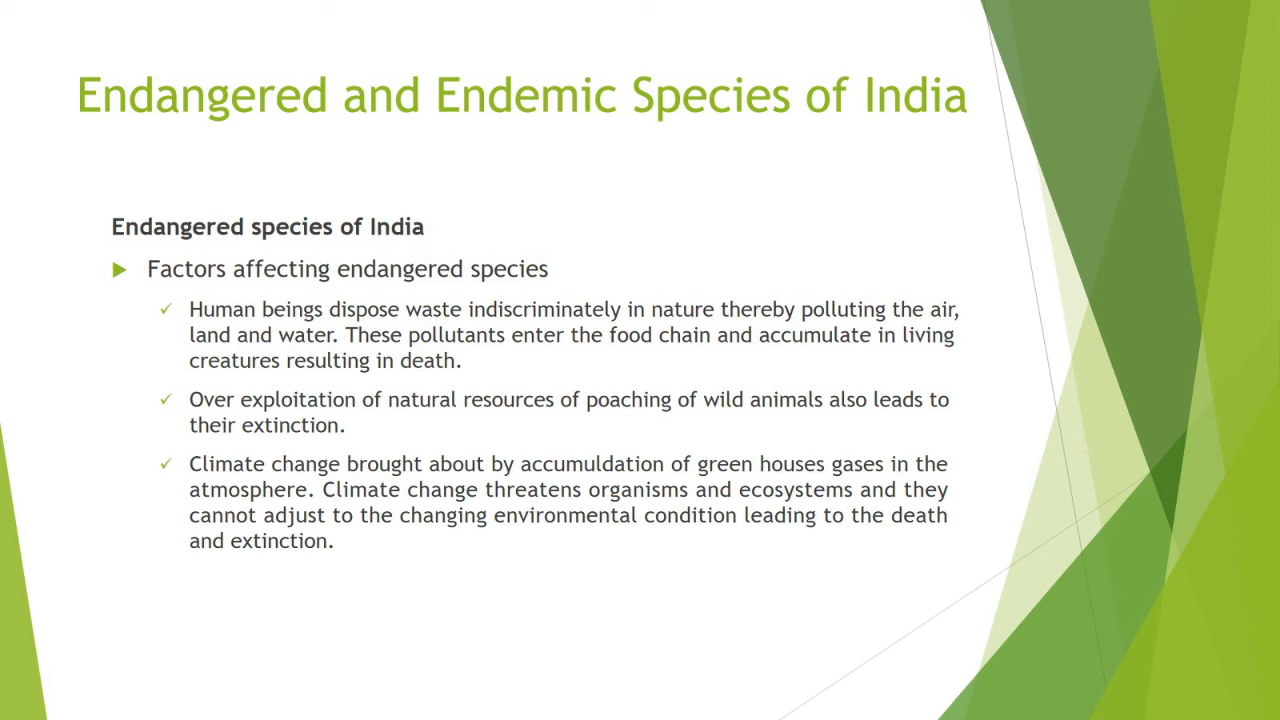 Endangered and Endemic Species of India
Endangered species of India
Factors affecting endangered species
Human beings dispose waste indiscriminately in nature thereby polluting the air,
land and water. These pollutants enter the food chain and accumulate in living
creatures resulting in death.
Over exploitation of natural resources of poaching of wild animals also leads to
their extinction.
Climate change brought about by accumuldation of green houses gases in the
atmosphere. Climate change threatens organisms and ecosystems and they
cannot adjust to the changing environmental condition leading to the death
and extinction.